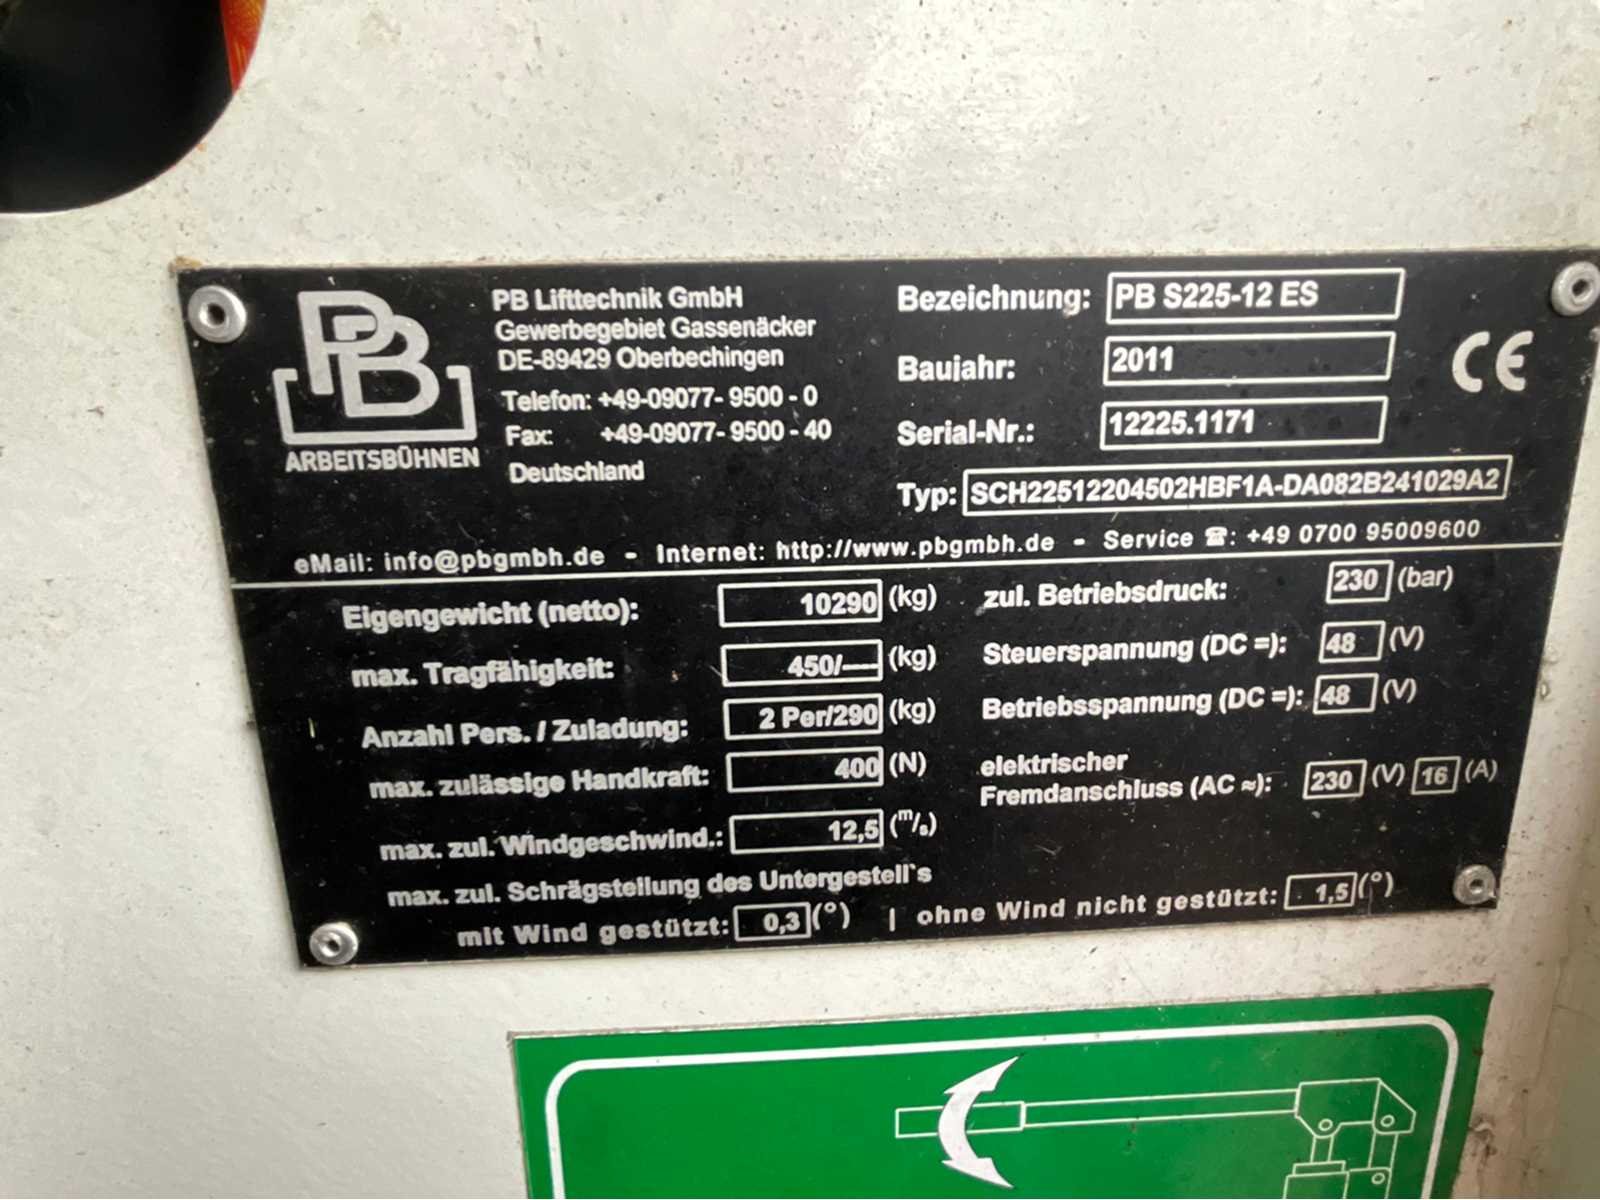 PB
ARBEITSBÜHNEN
PB Lifttechnik GmbH
Gewerbegebiet Gassenäcker
DE-89429 Oberbechingen
Telefon: +49-09077- 9500 - 0
Fax: +49-09077- 9500 - 40
Deutschland
Bezeichnung: PB S225-12 ES
Baujahr: 2011
Serial-Nr.: 12225.1171
CE
Typ: SCH22512204502HBF1A-DA082B241029A2
eMail: info@pbgmbh.de - Internet: http://www.pbgmbh.de - Service ☎: +49 0700 95009600
Eigengewicht (netto): 10290 (kg)
max. Tragfähigkeit: 450/---- (kg)
Anzahl Pers. / Zuladung: 2 Per/290 (kg)
max. zulässige Handkraft: 400 (N)
max. zul. Windgeschwind.: 12,5 (m/s)
zul. Betriebsdruck: 230 (bar)
Steuerspannung (DC =): 48 (V)
Betriebsspannung (DC =): 48 (V)
elektrischer
Fremdanschluss (AC ≈): 230 (V) 16 (A)
max. zul. Schrägstellung des Untergestell`s
mit Wind gestützt: 0,3 (°) | ohne Wind nicht gestützt: 1,5 (°)